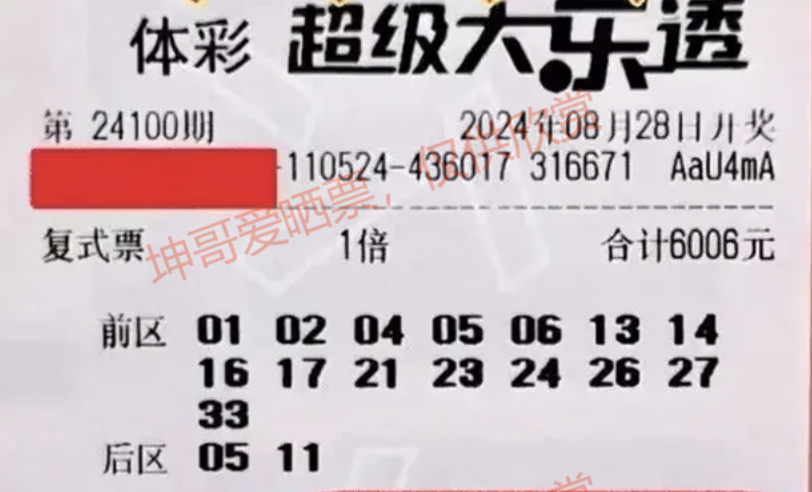 体彩 超级大乐透
第 24100期 2024年08月28日开奖
-110524-436017 316671 AaU4mA
坤哥爱晒票，仅供欣赏
复式票 1倍 合计6006元
前区 01 02 04 05 06 13 14
16 17 21 23 24 26 27
33
后区 05 11